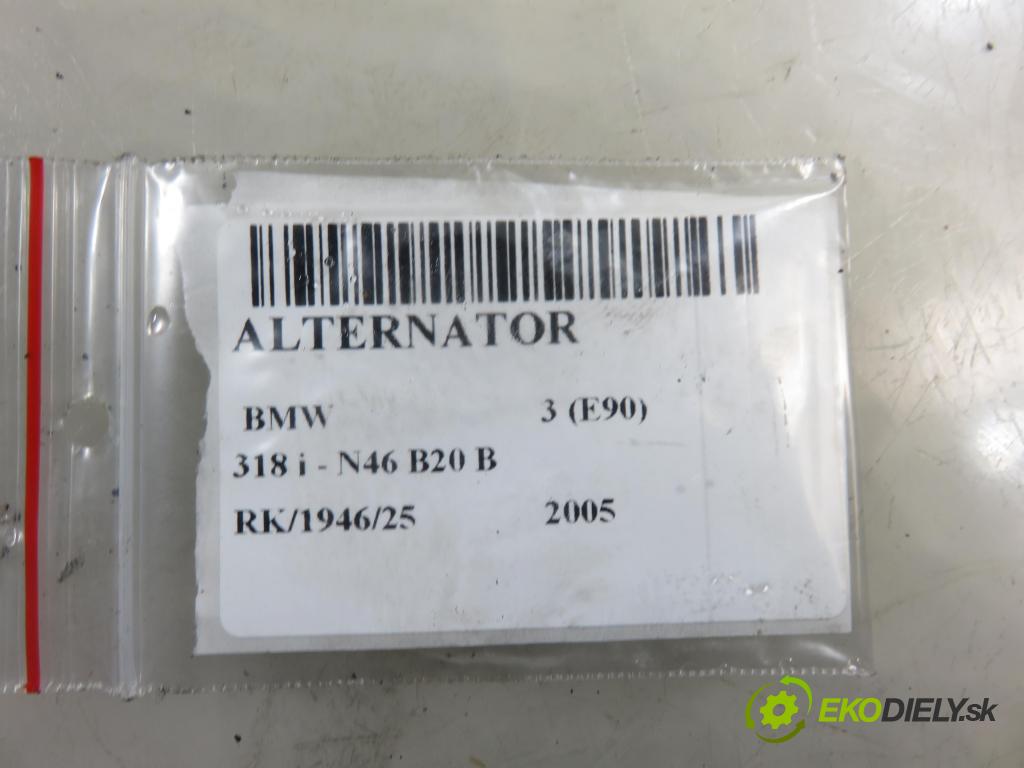 ALTERNATOR
BMW 3 (E90)
318 i - N46 B20 B
RK/1946/25 2005
EKODIELY.sk